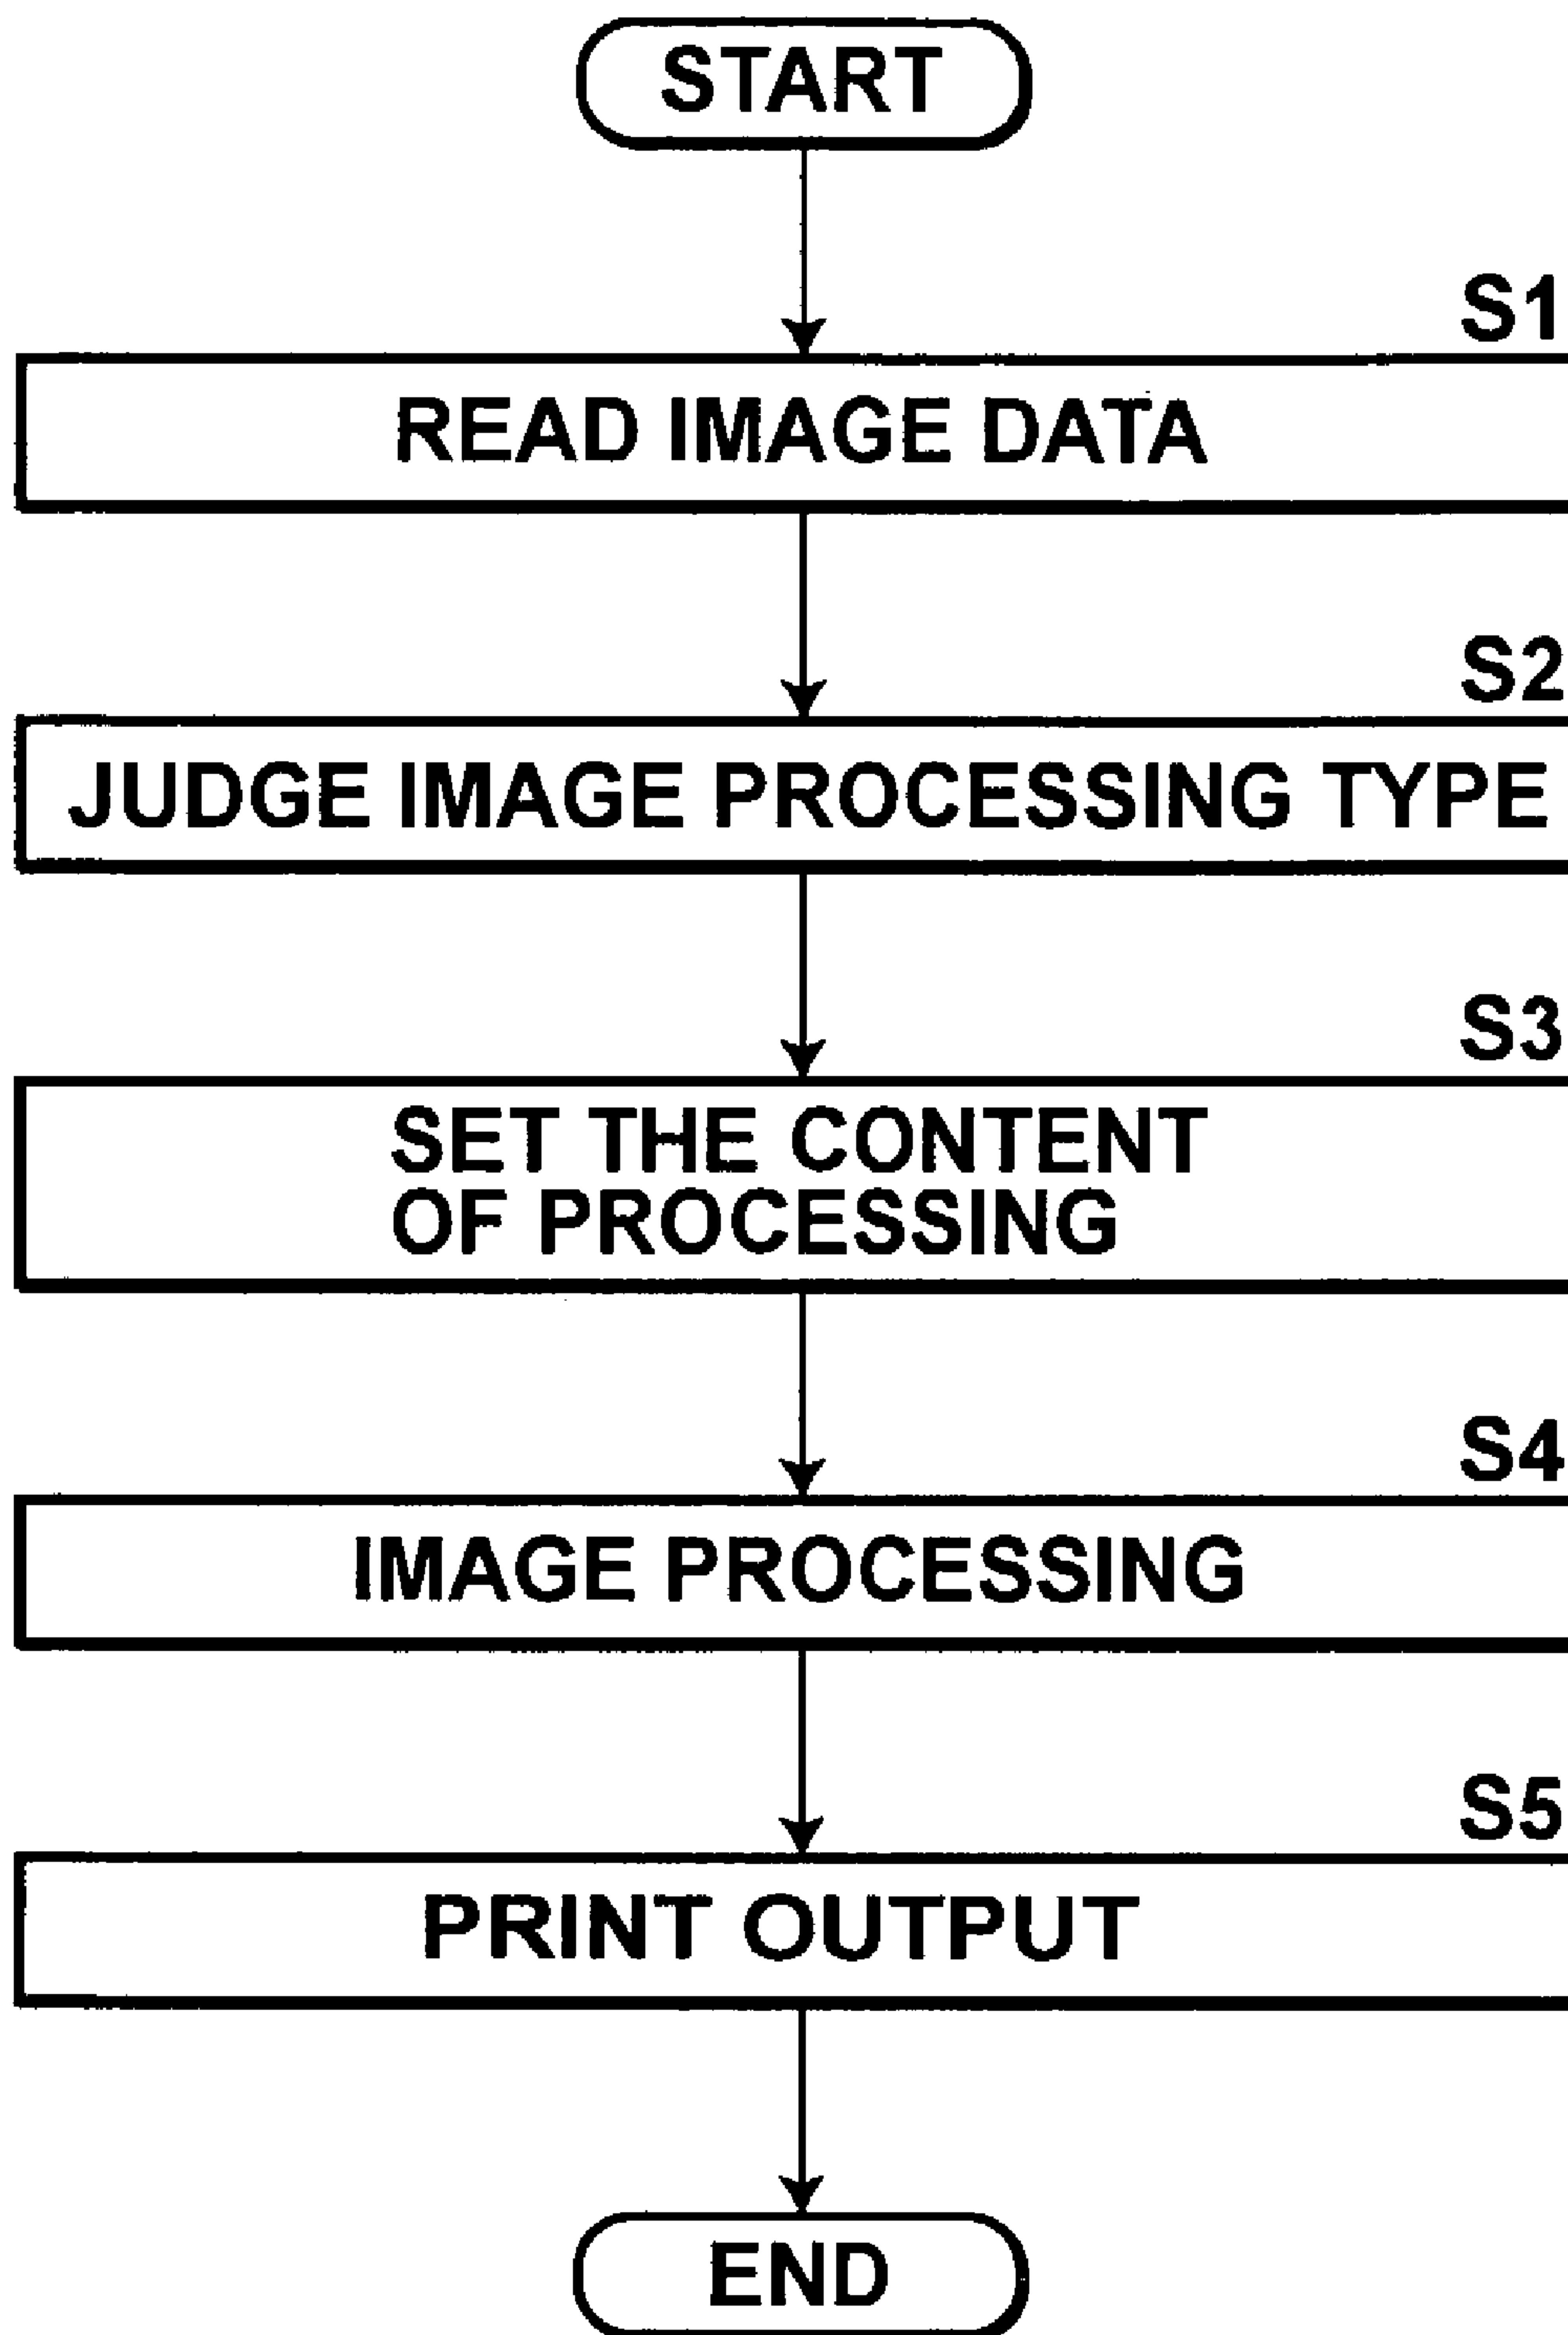 START
S1
READ IMAGE DATA
S2
JUDGE IMAGE PROCESSING TYPE
S3
SET THE CONTENT
OF PROCESSING
S4
IMAGE PROCESSING
S5
PRINT OUTPUT
END